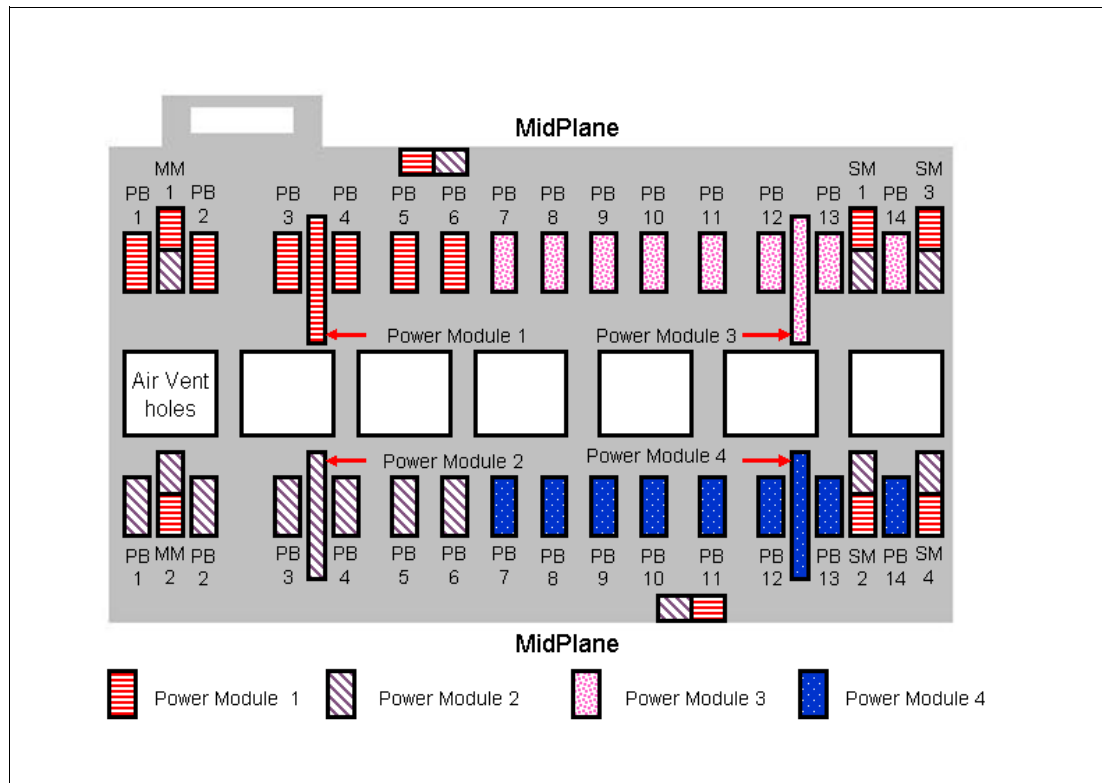 MidPlane
MM SM SM
PB 1 PB PB PB PB PB PB PB PB PB PB PB 1 PB 3
1 2 3 4 5 6 7 8 9 10 11 12 13 14
Power Module 1 Power Module 3
Air Vent
holes
Power Module 2 Power Module 4
PB MM PB PB PB PB PB PB PB PB PB PB PB PB SM PB SM
1 2 2 3 4 5 6 7 8 9 10 11 12 13 2 14 4
MidPlane
Power Module 1 Power Module 2 Power Module 3 Power Module 4